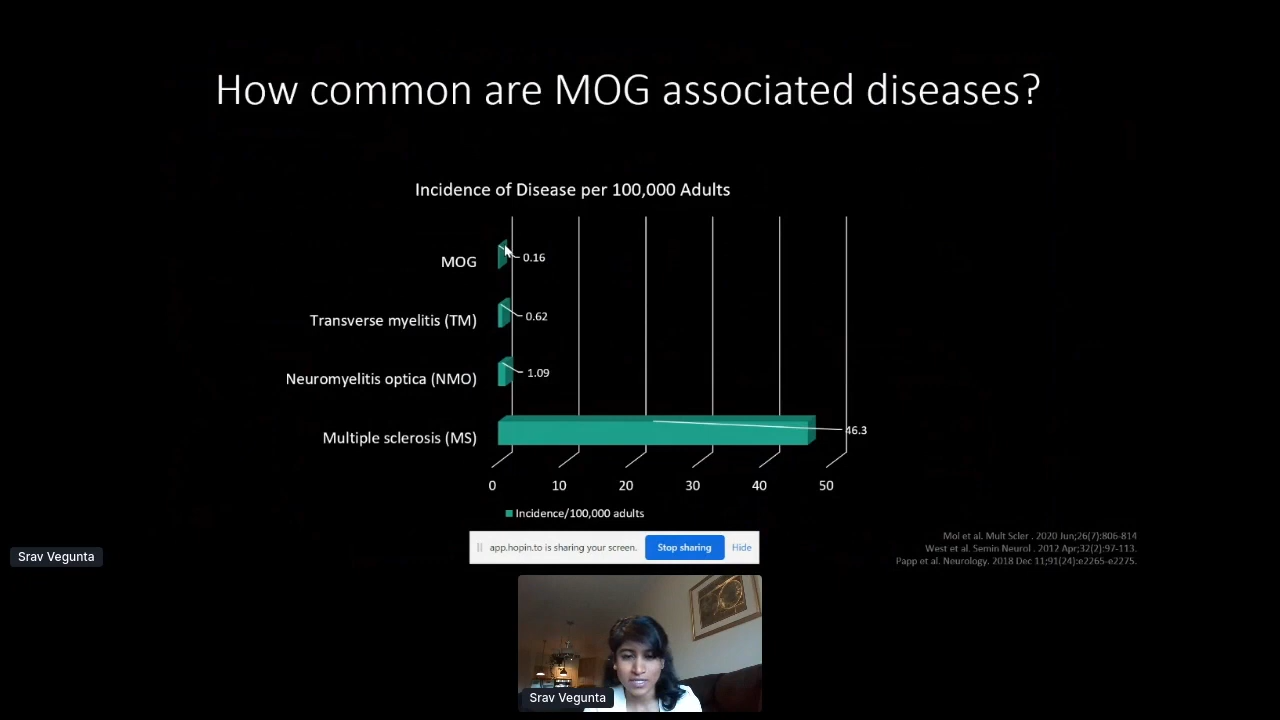 How common are MOG associated diseases?
Incidence of Disease per 100,000 Adults
MOG
0.16
Transverse myelitis (TM)
0.62
Neuromyelitis optica (NMO)
1.09
Multiple sclerosis (MS)
46.3
0 10 20 30 40 50
Incidence/100,000 adults
Mol et al. Mult Scler . 2020 Jun;26(7):806-814
West et al. Semin Neurol . 2012 Apr;32(2):97-113.
Papp et al. Neurology. 2018 Dec 11;91(24):e2265-e2275.
app.hopin.to is sharing your screen. Stop sharing Hide
Srav Vegunta
Srav Vegunta